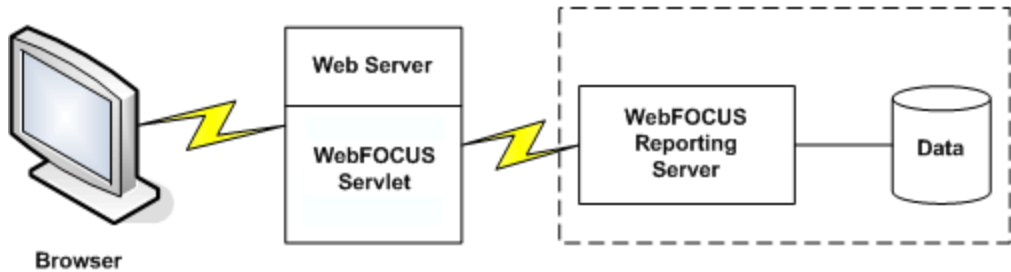 Browser
Web Server
WebFOCUS
Servlet
WebFOCUS
Reporting
Server
Data